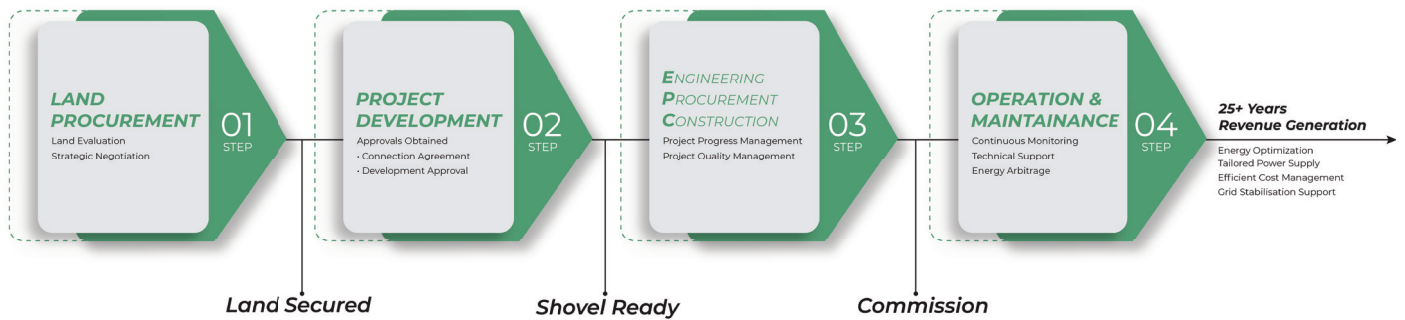 LAND
PROCUREMENT
Land Evaluation
Strategic Negotiation
01
STEP
PROJECT
DEVELOPMENT
Approvals Obtained
• Connection Agreement
• Development Approval
02
STEP
ENGINEERING
PROCUREMENT
CONSTRUCTION
Project Progress Management
Project Quality Management
03
STEP
OPERATION &
MAINTAINANCE
Continuous Monitoring
Technical Support
Energy Arbitrage
04
STEP
25+ Years
Revenue Generation
Energy Optimization
Tailored Power Supply
Efficient Cost Management
Grid Stabilisation Support
Land Secured
Shovel Ready
Commission